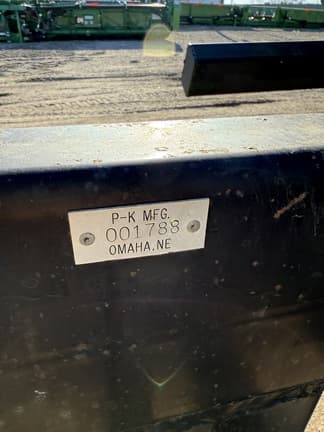 P-K MFG.
001788
OMAHA, NE